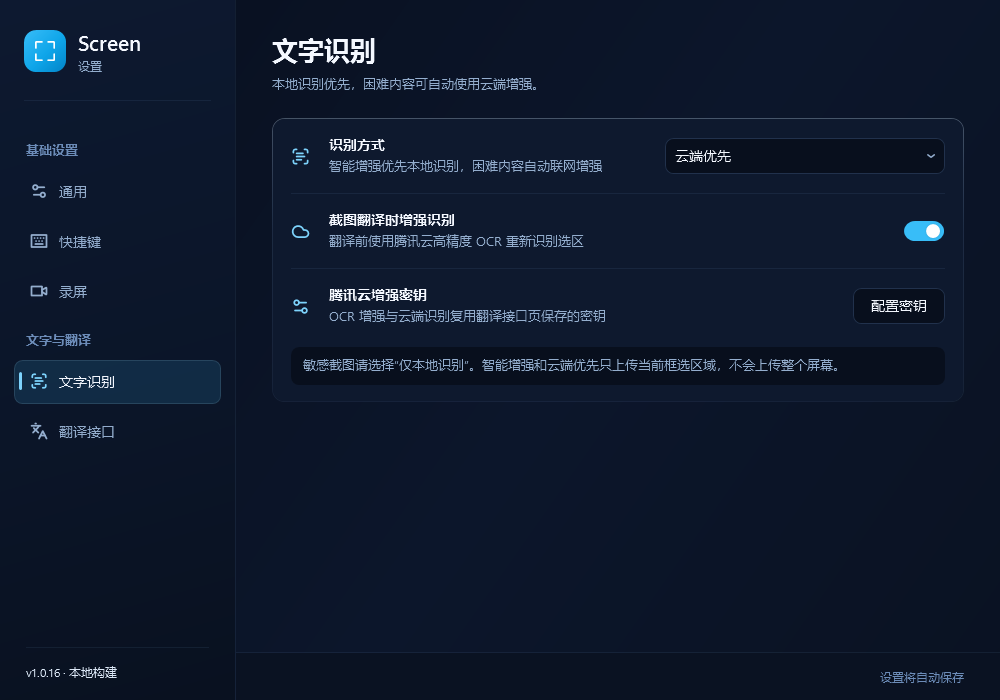 Screen
设置
基础设置
通用
快捷键
录屏
文字与翻译
文字识别
翻译接口
v1.0.16 · 本地构建
文字识别
本地识别优先，困难内容可自动使用云端增强。
识别方式
智能增强优先本地识别，困难内容自动联网增强
云端优先
截图翻译时增强识别
翻译前使用腾讯云高精度 OCR 重新识别选区
腾讯云增强密钥
OCR 增强与云端识别复用翻译接口页保存的密钥
配置密钥
敏感截图请选择“仅本地识别”。智能增强和云端优先只上传当前框选区域，不会上传整个屏幕。
设置将自动保存